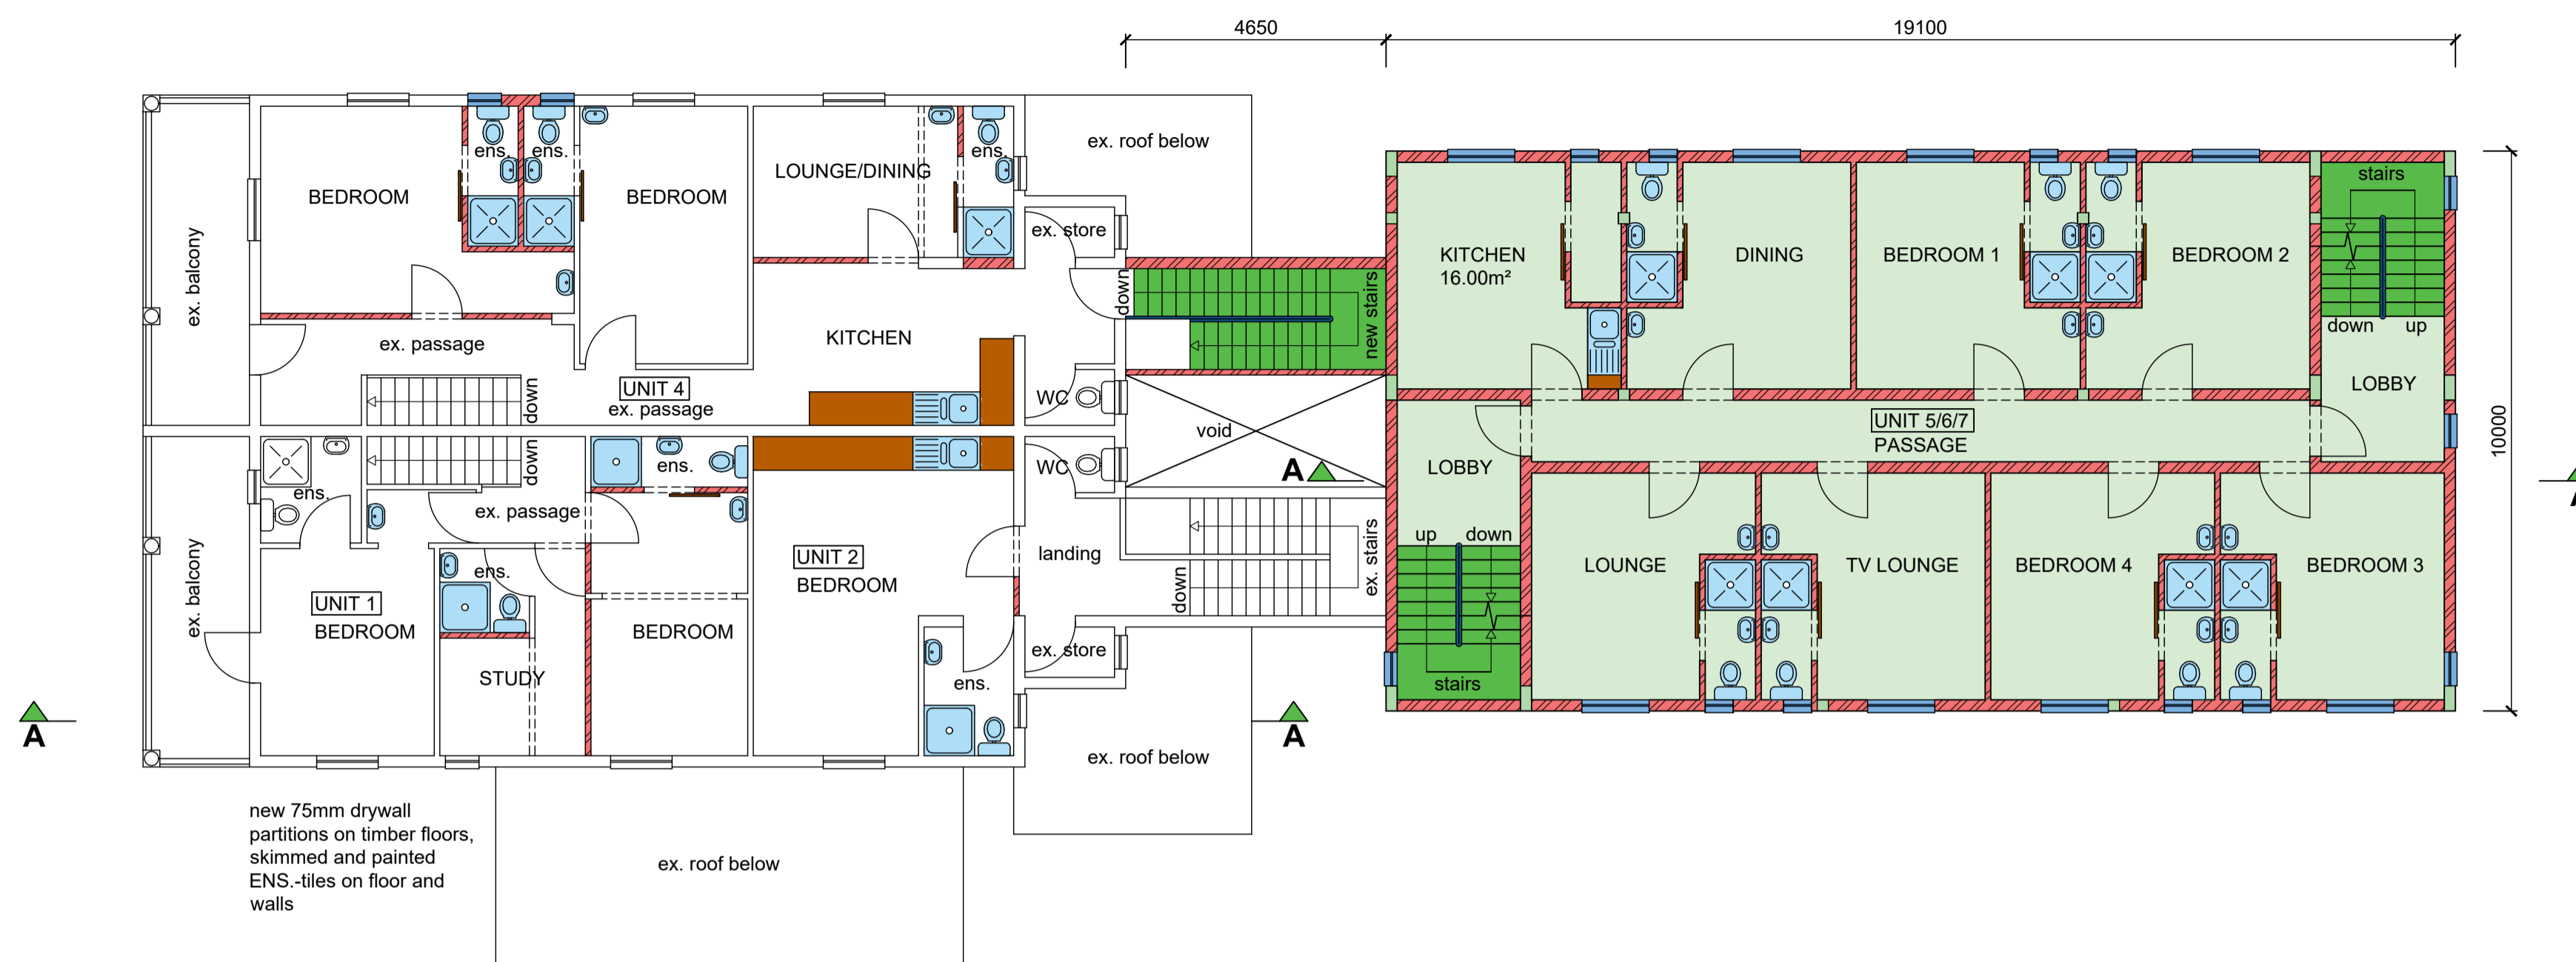 4650
19100
ex. roof below
ens.
ens.
LOUNGE/DINING
ens.
BEDROOM
BEDROOM
ex. store
stairs
ex. balcony
down
new stairs
KITCHEN
16.00m²
DINING
BEDROOM 1
BEDROOM 2
down
up
ex. passage
KITCHEN
UNIT 4
ex. passage
down
WC
LOBBY
void
UNIT 5/6/7
PASSAGE
10000
down
ens.
WC
A
LOBBY
A
ens.
ex. passage
ex. balcony
landing
ex. stairs
up
down
UNIT 2
BEDROOM
ens.
down
LOUNGE
TV LOUNGE
BEDROOM 4
BEDROOM 3
UNIT 1
BEDROOM
BEDROOM
ex. store
STUDY
ens.
stairs
A
A
ex. roof below
new 75mm drywall
partitions on timber floors,
skimmed and painted
ENS.-tiles on floor and
walls
ex. roof below